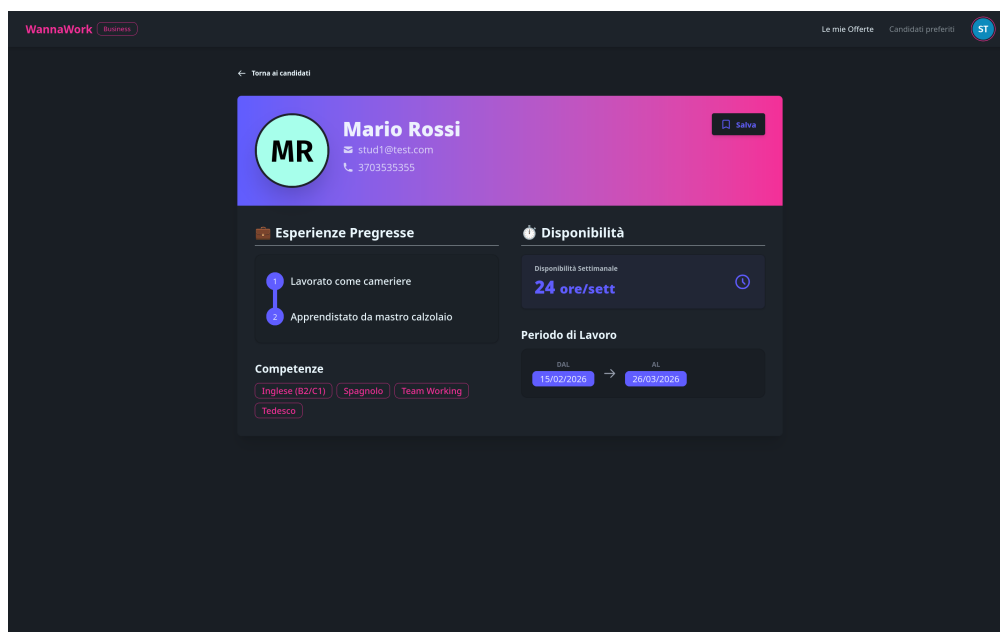 WannaWork Business
Le mie Offerte Candidati preferiti ST
← Torna ai candidati
MR
Mario Rossi
stud1@test.com
3703535355
Salva
Esperienze Pregresse
1 Lavorato come cameriere
2 Apprendistato da mastro calzolaio
Competenze
Inglese (B2/C1) Spagnolo Team Working
Tedesco
Disponibilità
Disponibilità Settimanale
24 ore/sett
Periodo di Lavoro
DAL AL
15/02/2026 → 26/03/2026